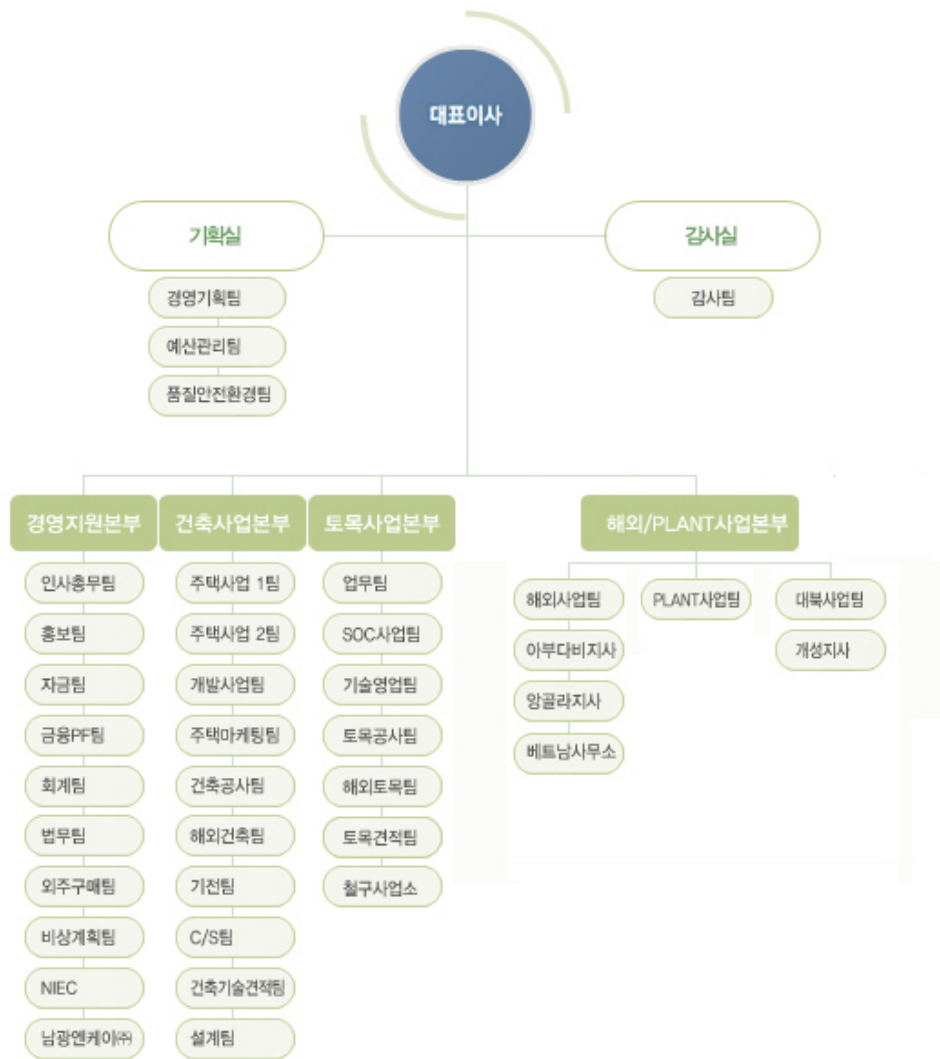 대표이사
기획실
감사실
경영기획팀
감사팀
예산관리팀
품질안전환경팀
경영지원본부
건축사업본부
토목사업본부
해외/PLANT사업본부
인사총무팀
홍보팀
자금팀
금융PF팀
회계팀
법무팀
외주구매팀
비상계획팀
NIEC
남광엔케이㈜
주택사업 1팀
주택사업 2팀
개발사업팀
주택마케팅팀
건축공사팀
해외건축팀
기전팀
C/S팀
건축기술견적팀
설계팀
업무팀
SOC사업팀
기술영업팀
토목공사팀
해외토목팀
토목견적팀
철구사업소
해외사업팀
아부다비지사
앙골라지사
베트남사무소
PLANT사업팀
대북사업팀
개성지사